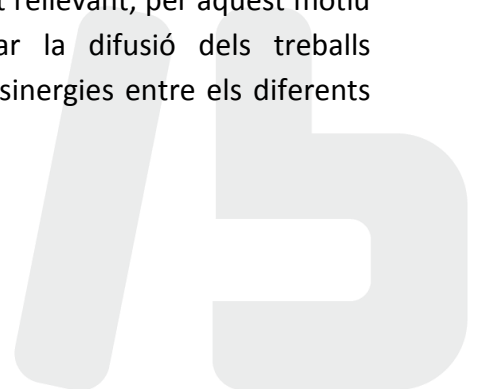 t rellevant, per aquest motiu
ar la difusió dels treballs
sinergies entre els diferents